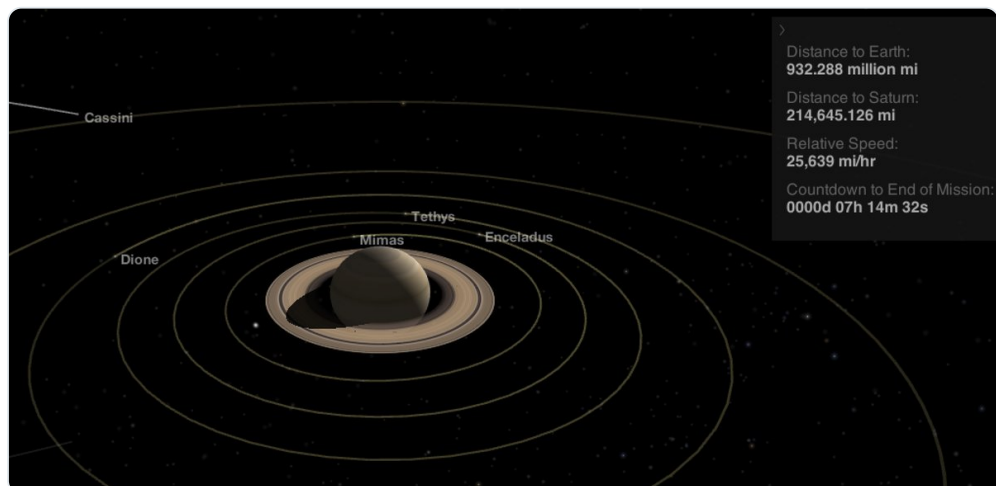 Cassini
Tethys
Mimas
Enceladus
Dione
Distance to Earth:
932.288 million mi
Distance to Saturn:
214,645.126 mi
Relative Speed:
25,639 mi/hr
Countdown to End of Mission:
0000d 07h 14m 32s